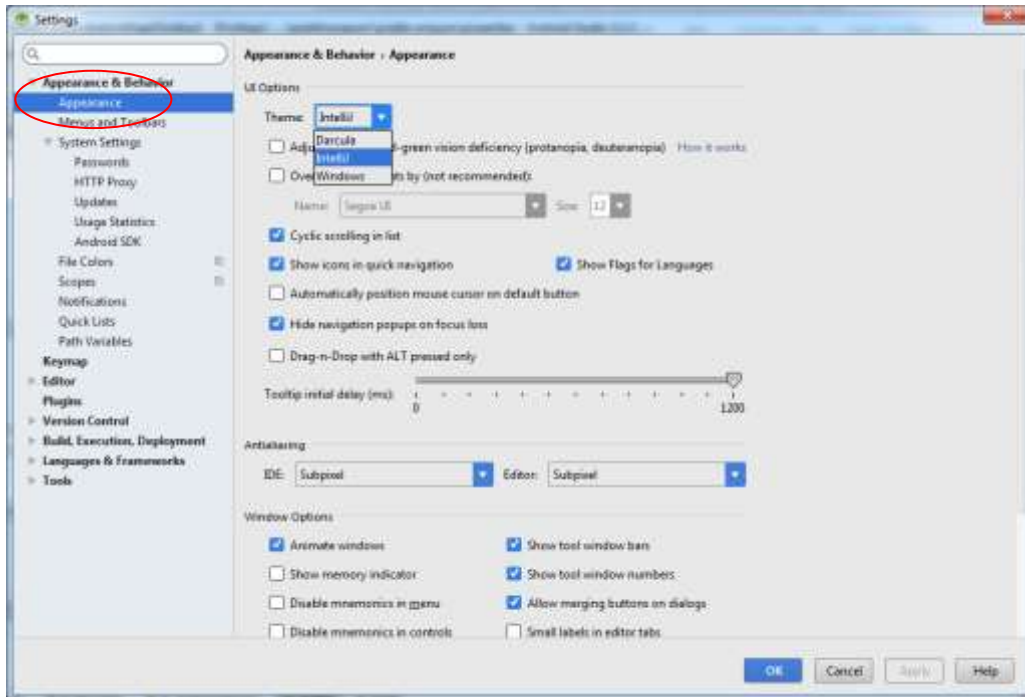 Settings
Appearance & Behavior › Appearance
Appearance & Behavior
Appearance
Menus and Toolbars
System Settings
Passwords
HTTP Proxy
Updates
Usage Statistics
Android SDK
File Colors
Scopes
Notifications
Quick Lists
Path Variables
Keymap
Editor
Plugins
Version Control
Build, Execution, Deployment
Languages & Frameworks
Tools
UI Options
Theme: IntelliJ
Darcula
IntelliJ
Windows
Adju d-green vision deficiency (protanopia, deuteranopia) How it works
Ove ts by (not recommended):
Name: Segoe UI Size: 12
Cyclic scrolling in list
Show icons in quick navigation Show Flags for Languages
Automatically position mouse cursor on default button
Hide navigation popups on focus loss
Drag-n-Drop with ALT pressed only
Tooltip initial delay (ms):
0 1200
Antialiasing
IDE: Subpixel Editor: Subpixel
Window Options
Animate windows Show tool window bars
Show memory indicator Show tool window numbers
Disable mnemonics in menu Allow merging buttons on dialogs
Disable mnemonics in controls Small labels in editor tabs
OK Cancel Apply Help